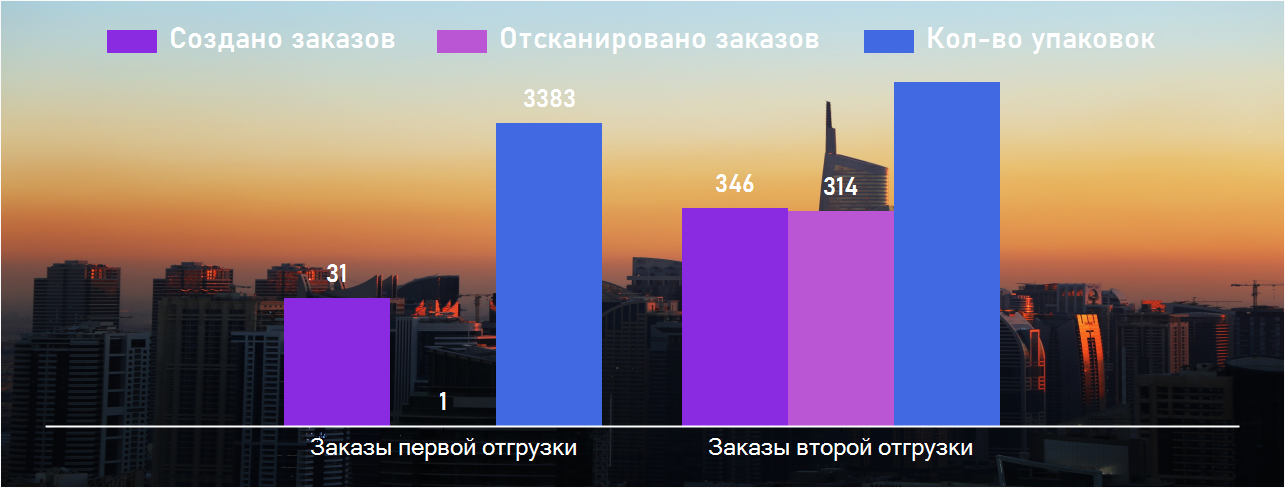 Создано заказов Отсканировано заказов Кол-во упаковок
3383
346 314
31
1
Заказы первой отгрузки Заказы второй отгрузки